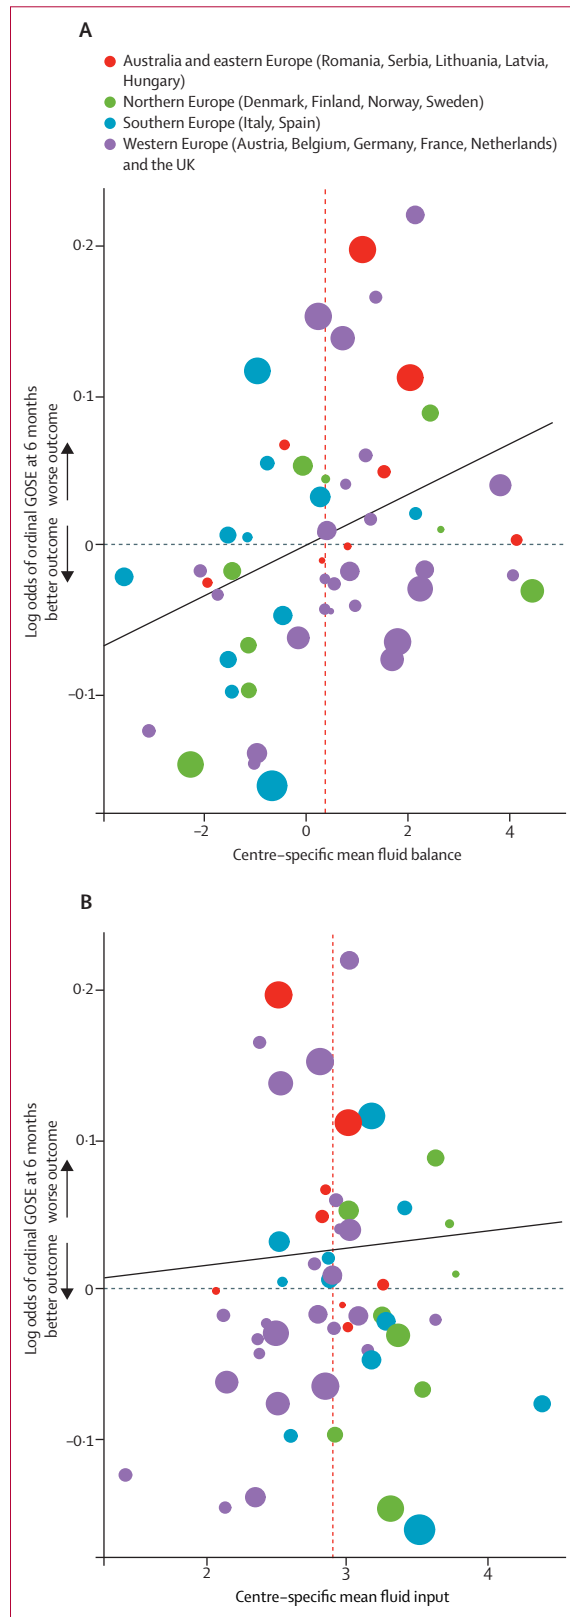 A
Australia and eastern Europe (Romania, Serbia, Lithuania, Latvia,
Hungary)
Northern Europe (Denmark, Finland, Norway, Sweden)
Southern Europe (Italy, Spain)
Western Europe (Austria, Belgium, Germany, France, Netherlands)
and the UK
Log odds of ordinal GOSE at 6 months
better outcome worse outcome
0·2
0·1
0
–0·1
–2
0
2
4
Centre–specific mean fluid balance
B
Log odds of ordinal GOSE at 6 months
better outcome worse outcome
0·2
0·1
0
–0·1
2
3
4
Centre–specific mean fluid input